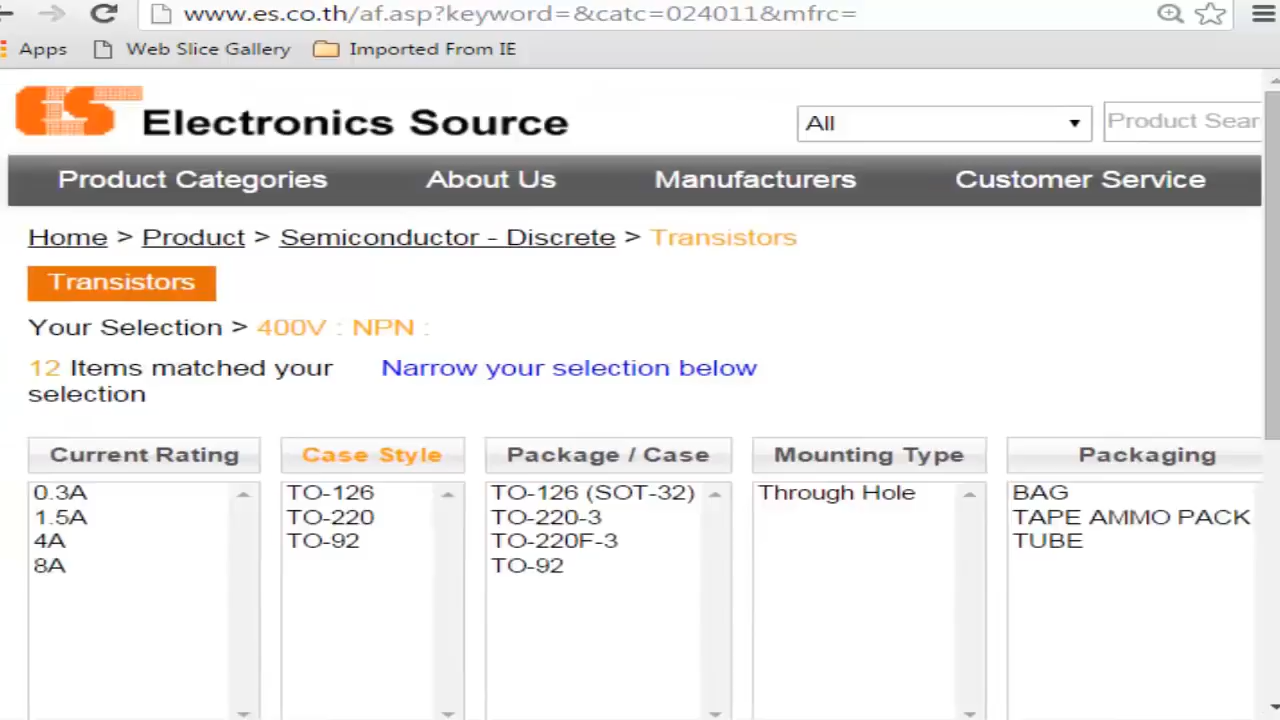 www.es.co.th/af.asp?keyword=&catc=024011&mfrc=
Apps Web Slice Gallery Imported From IE
ES Electronics Source
All Product Sear
Product Categories About Us Manufacturers Customer Service
Home > Product > Semiconductor - Discrete > Transistors
Transistors
Your Selection > 400V : NPN :
12 Items matched your selection
Narrow your selection below
Current Rating
0.3A
1.5A
4A
8A
Case Style
TO-126
TO-220
TO-92
Package / Case
TO-126 (SOT-32)
TO-220-3
TO-220F-3
TO-92
Mounting Type
Through Hole
Packaging
BAG
TAPE AMMO PACK
TUBE